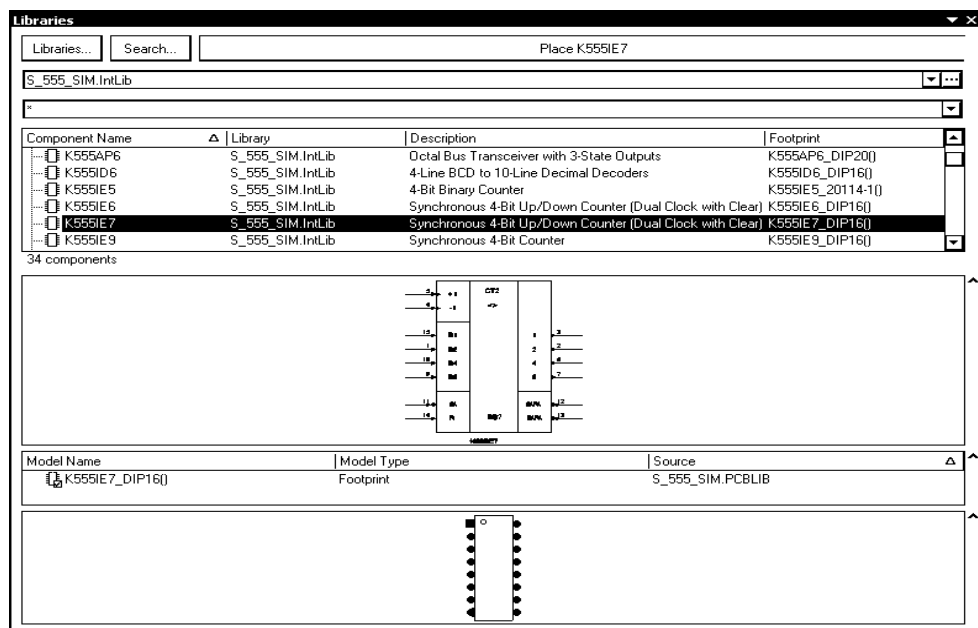 Libraries
Libraries... Search... Place K555IE7
S_555_SIM.IntLib
*
Component Name Library Description Footprint
K555AP6 S_555_SIM.IntLib Octal Bus Transceiver with 3-State Outputs K555AP6_DIP20()
K555ID6 S_555_SIM.IntLib 4-Line BCD to 10-Line Decimal Decoders K555ID6_DIP16()
K555IE5 S_555_SIM.IntLib 4-Bit Binary Counter K555IE5_20114-1()
K555IE6 S_555_SIM.IntLib Synchronous 4-Bit Up/Down Counter (Dual Clock with Clear) K555IE6_DIP16()
K555IE7 S_555_SIM.IntLib Synchronous 4-Bit Up/Down Counter (Dual Clock with Clear) K555IE7_DIP16()
K555IE9 S_555_SIM.IntLib Synchronous 4-Bit Counter K555IE9_DIP16()
34 components
CT2
Model Name Model Type Source
K555IE7_DIP16() Footprint S_555_SIM.PCBLIB